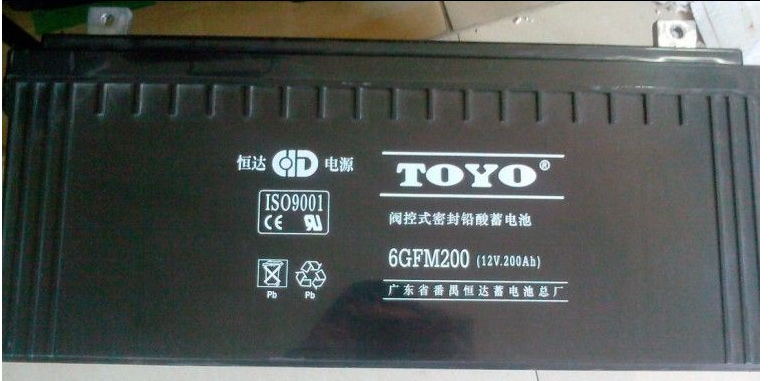 恒达 电源
ISO9001
CE
Pb Pb
TOYO®
阀控式密封铅酸蓄电池
6GFM200 (12V.200Ah)
广东省番禺恒达蓄电池总厂